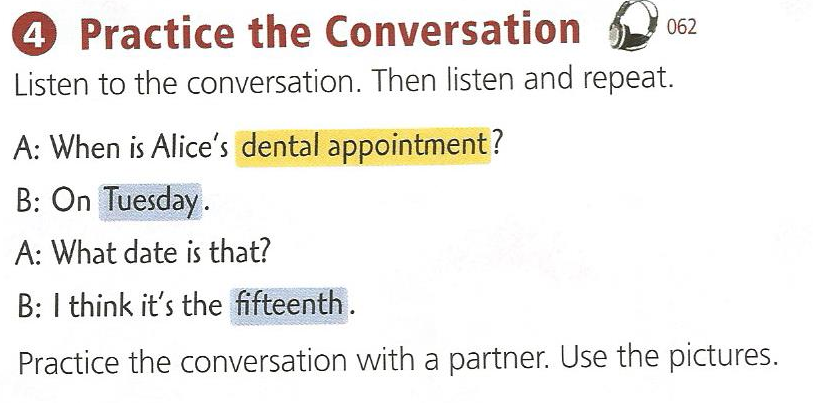 4 Practice the Conversation 062
Listen to the conversation. Then listen and repeat.
A: When is Alice's dental appointment?
B: On Tuesday.
A: What date is that?
B: I think it's the fifteenth.
Practice the conversation with a partner. Use the pictures.